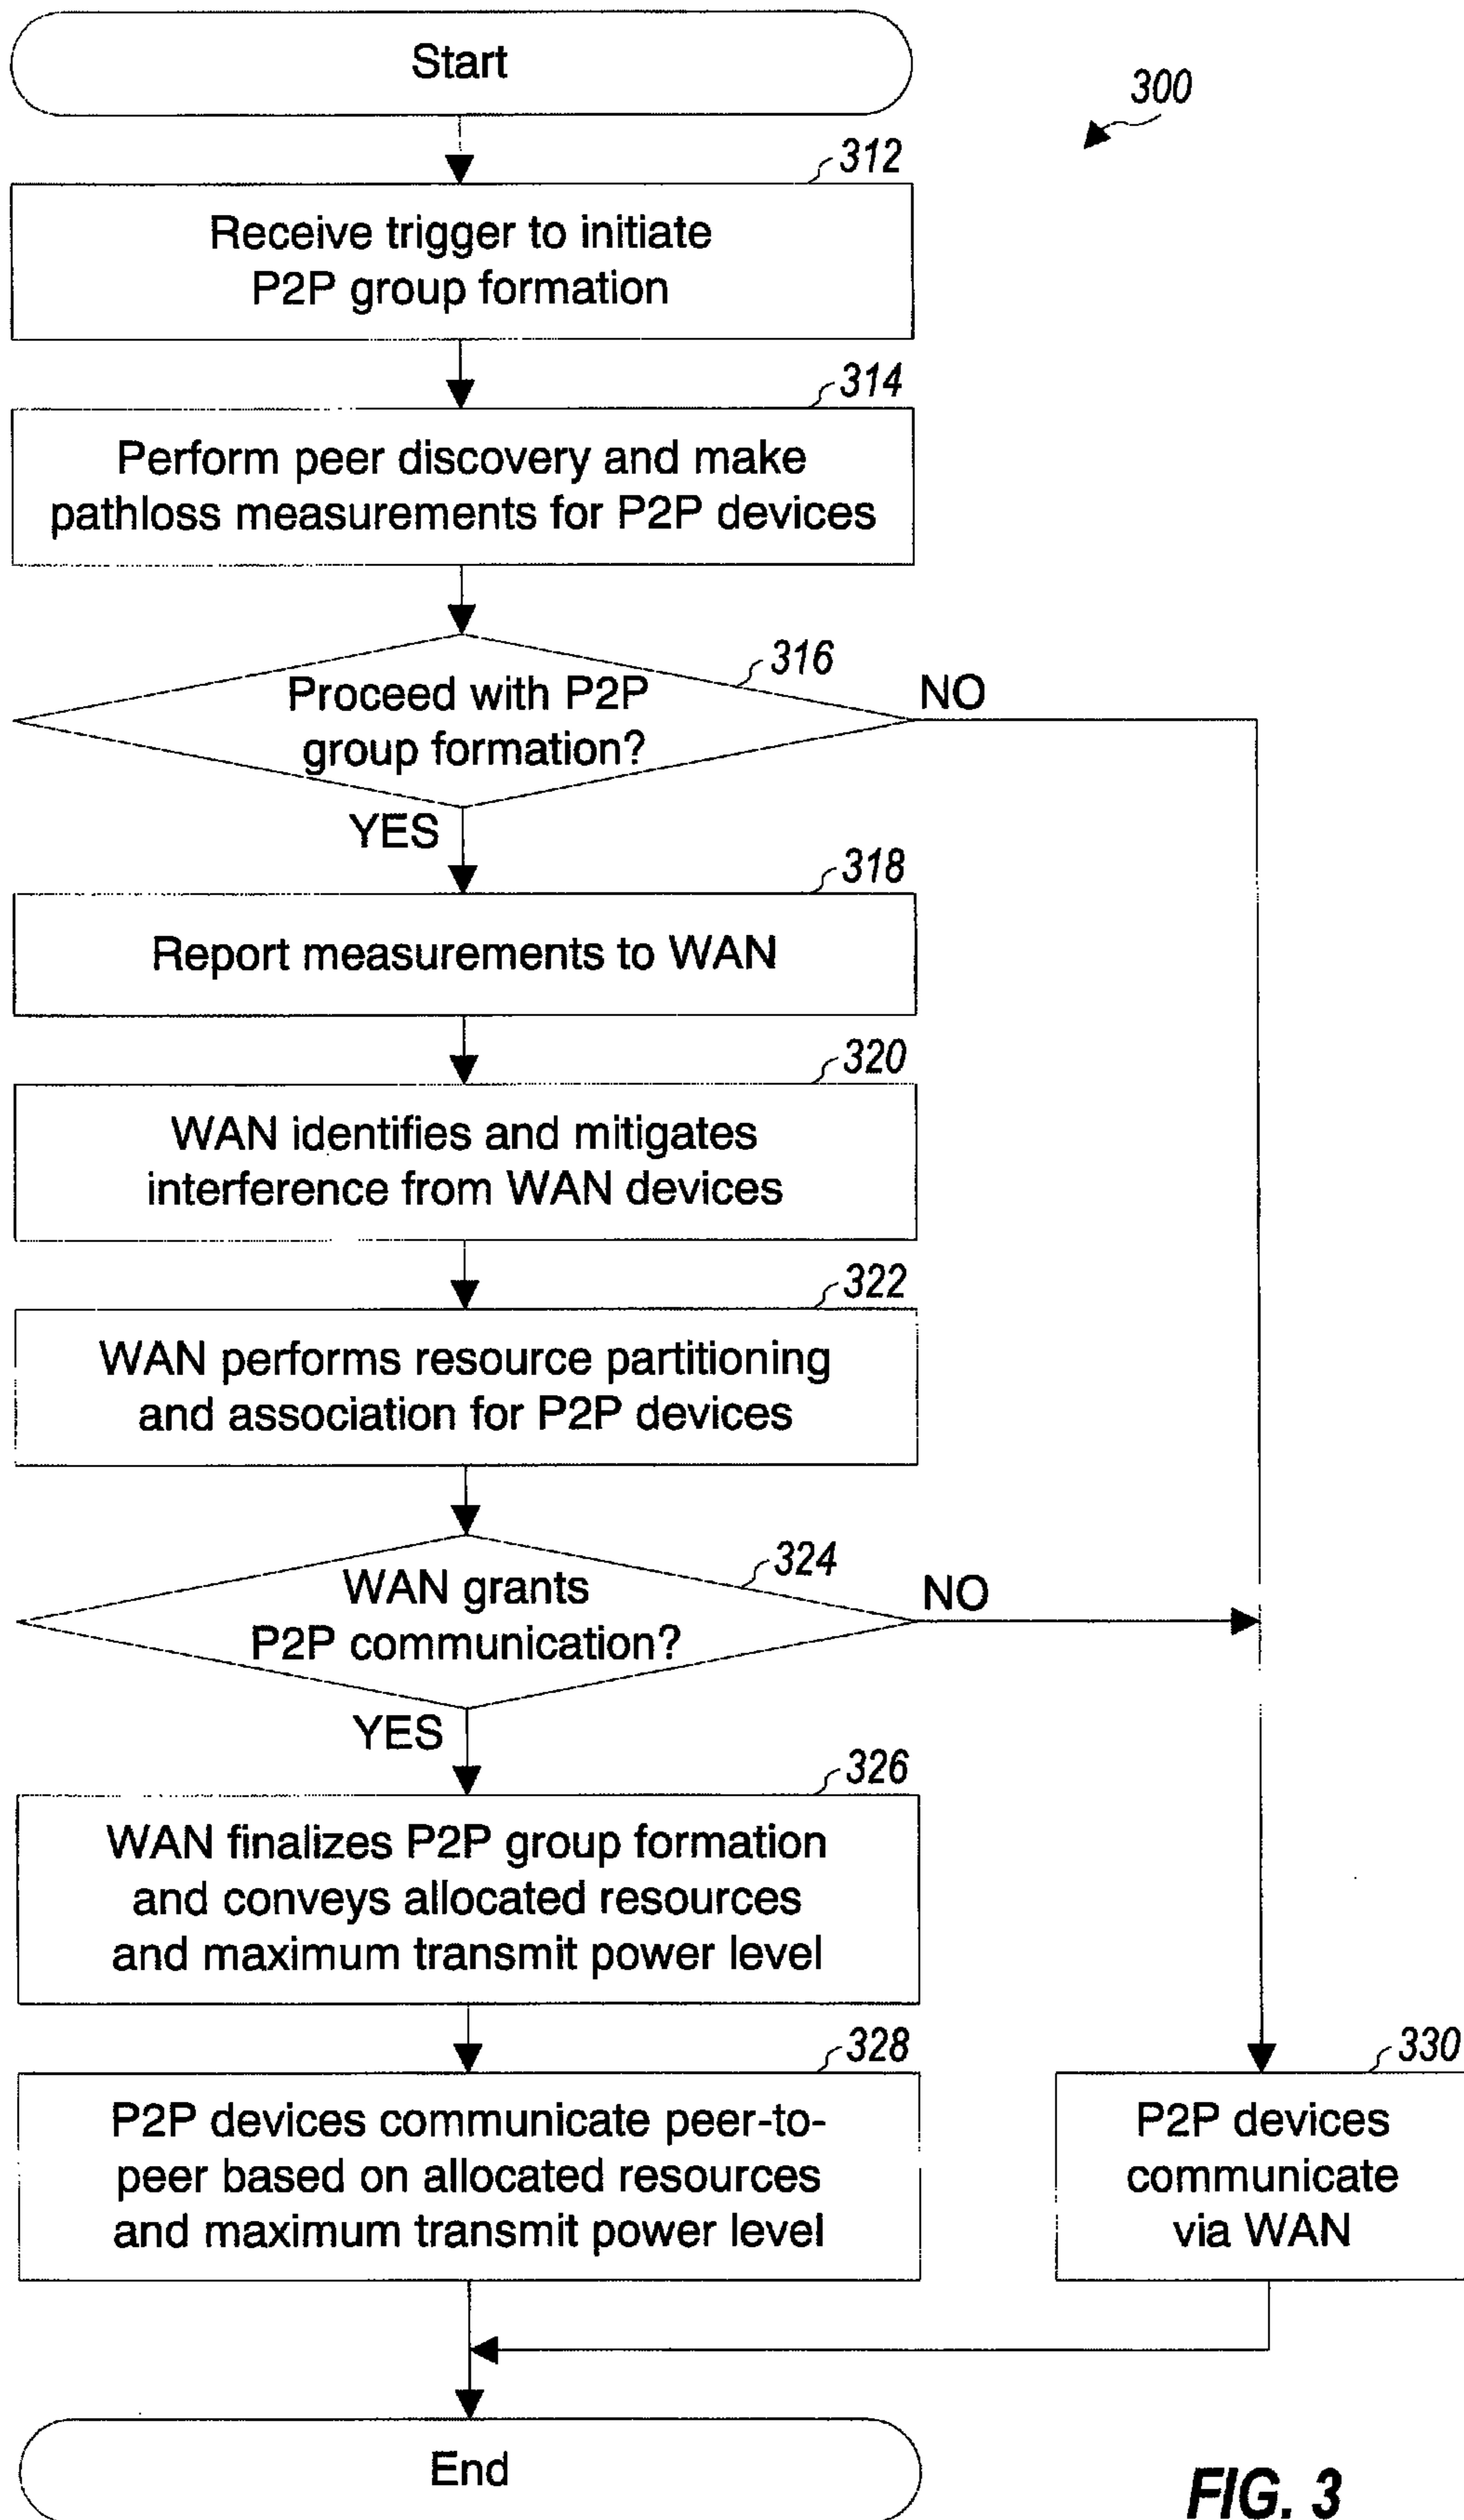 Start
300
312
Receive trigger to initiate
P2P group formation
314
Perform peer discovery and make
pathloss measurements for P2P devices
316
Proceed with P2P
group formation?
NO
YES
318
Report measurements to WAN
320
WAN identifies and mitigates
interference from WAN devices
322
WAN performs resource partitioning
and association for P2P devices
324
WAN grants
P2P communication?
NO
YES
326
WAN finalizes P2P group formation
and conveys allocated resources
and maximum transmit power level
328
P2P devices communicate peer-to-
peer based on allocated resources
and maximum transmit power level
330
P2P devices
communicate
via WAN
End
FIG. 3